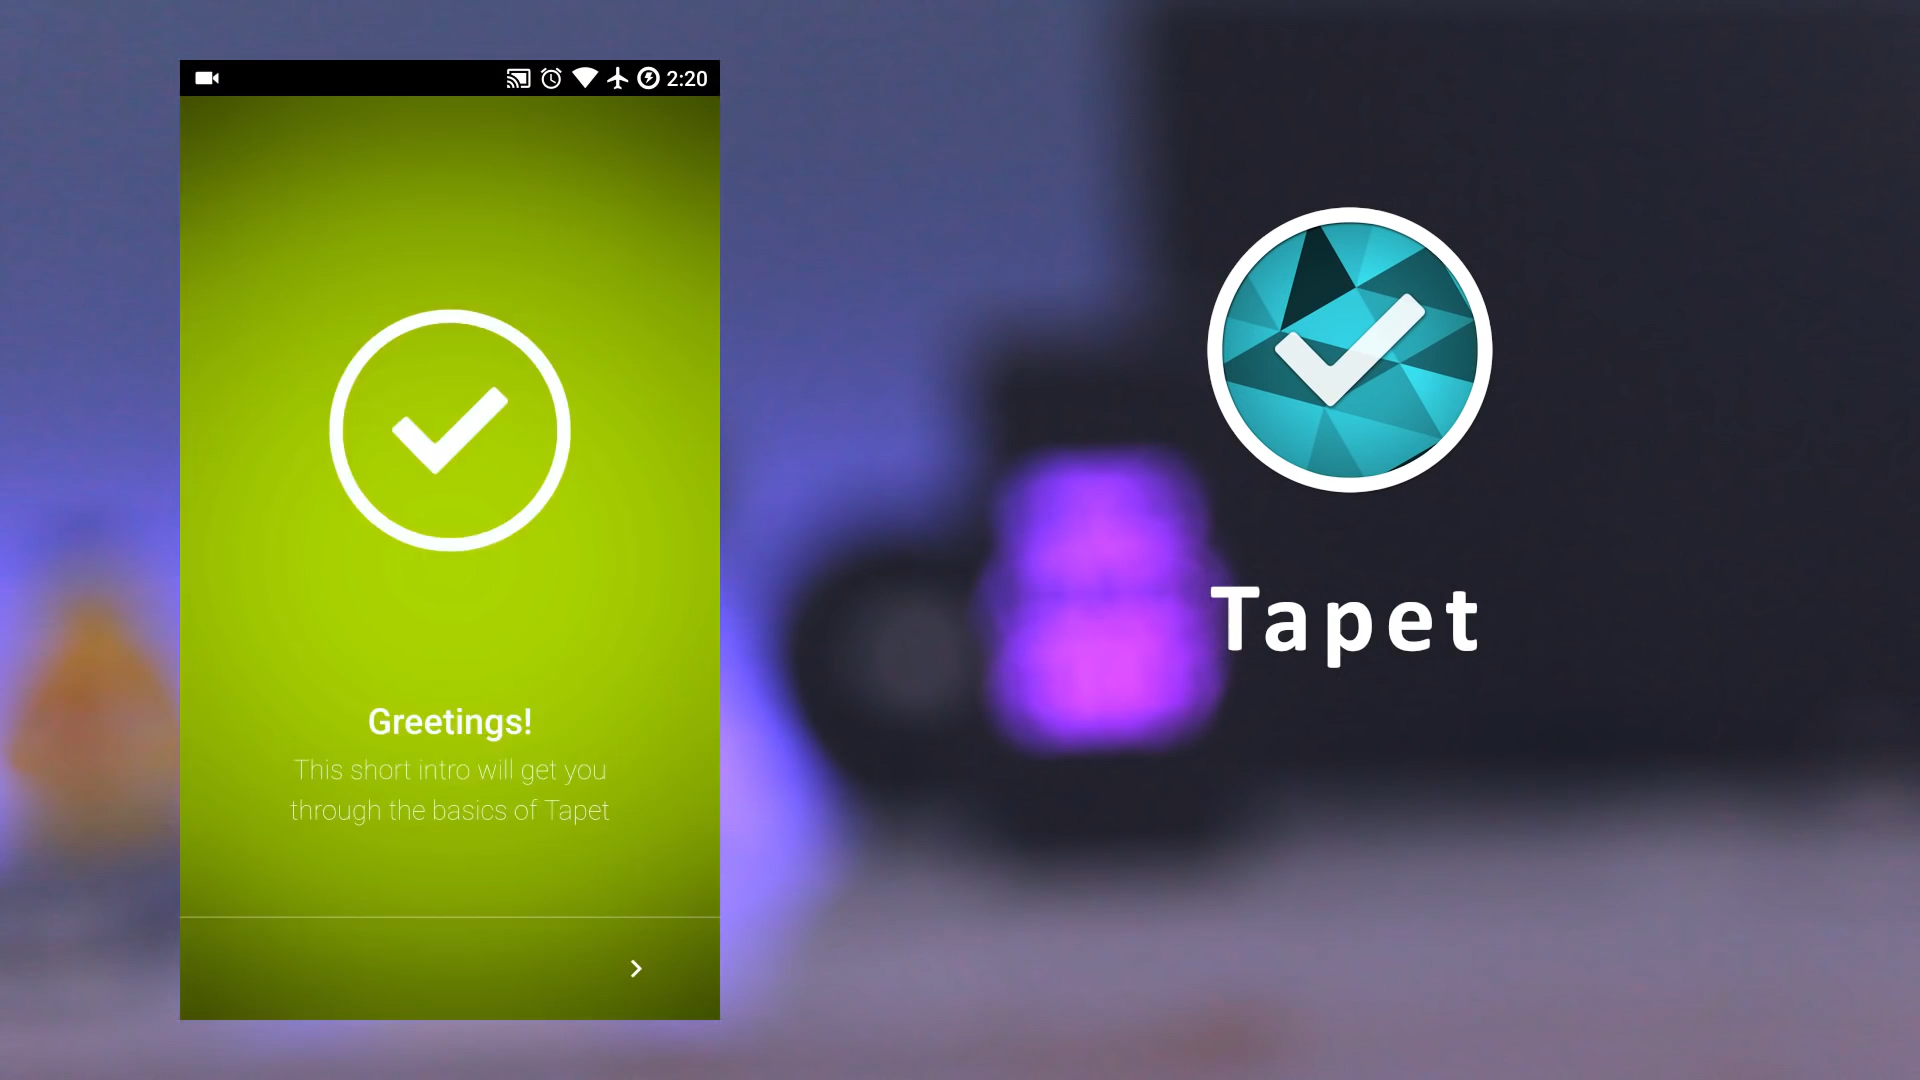 2:20
Greetings!
This short intro will get you
through the basics of Tapet
Tapet